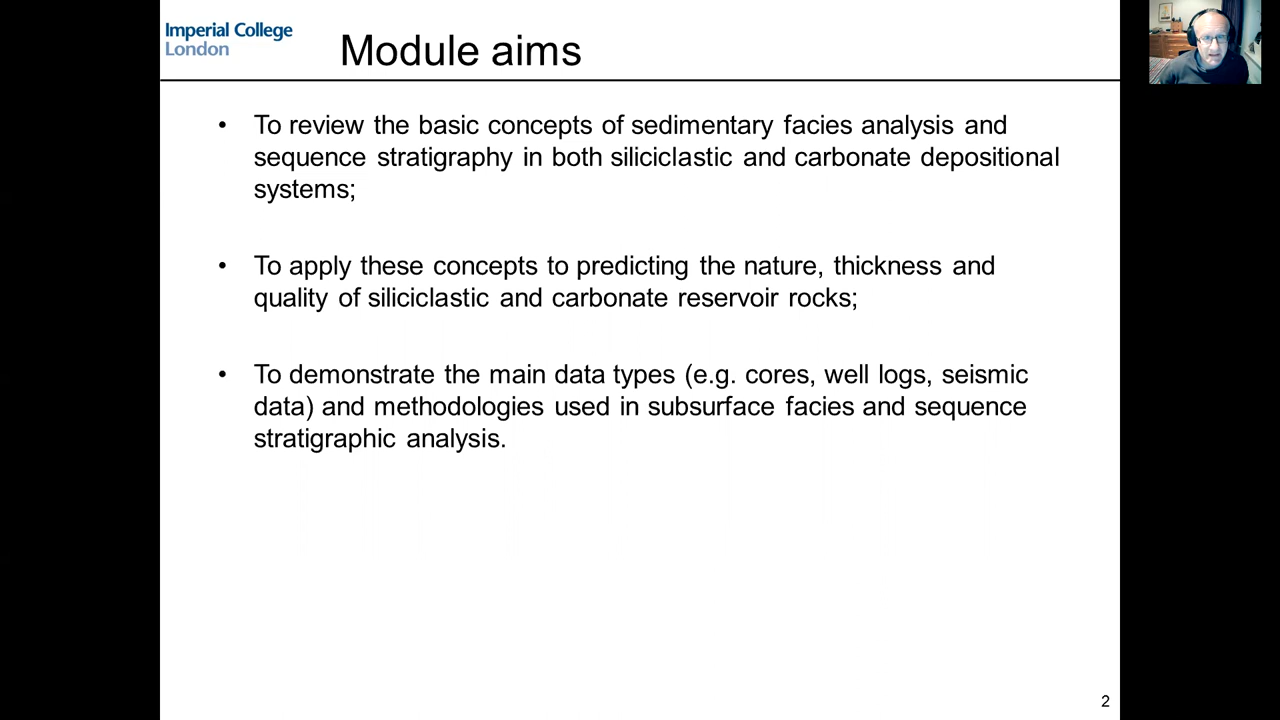 Imperial College
London
Module aims
• To review the basic concepts of sedimentary facies analysis and
sequence stratigraphy in both siliciclastic and carbonate depositional
systems;
• To apply these concepts to predicting the nature, thickness and
quality of siliciclastic and carbonate reservoir rocks;
• To demonstrate the main data types (e.g. cores, well logs, seismic
data) and methodologies used in subsurface facies and sequence
stratigraphic analysis.
2